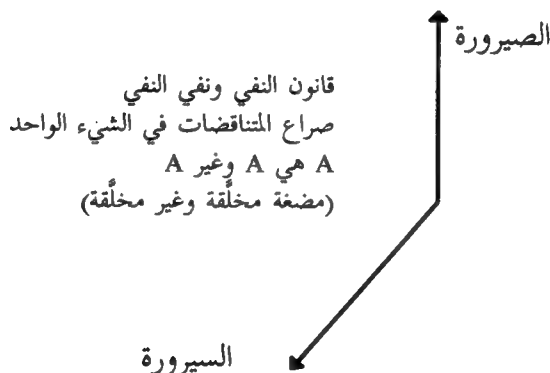 الصيرورة
قانون النفي ونفي النفي
صراع المتناقضات في الشيء الواحد
A هي A وغير A
(مضغة مخلَّقة وغير مخلَّقة)
السيرورة